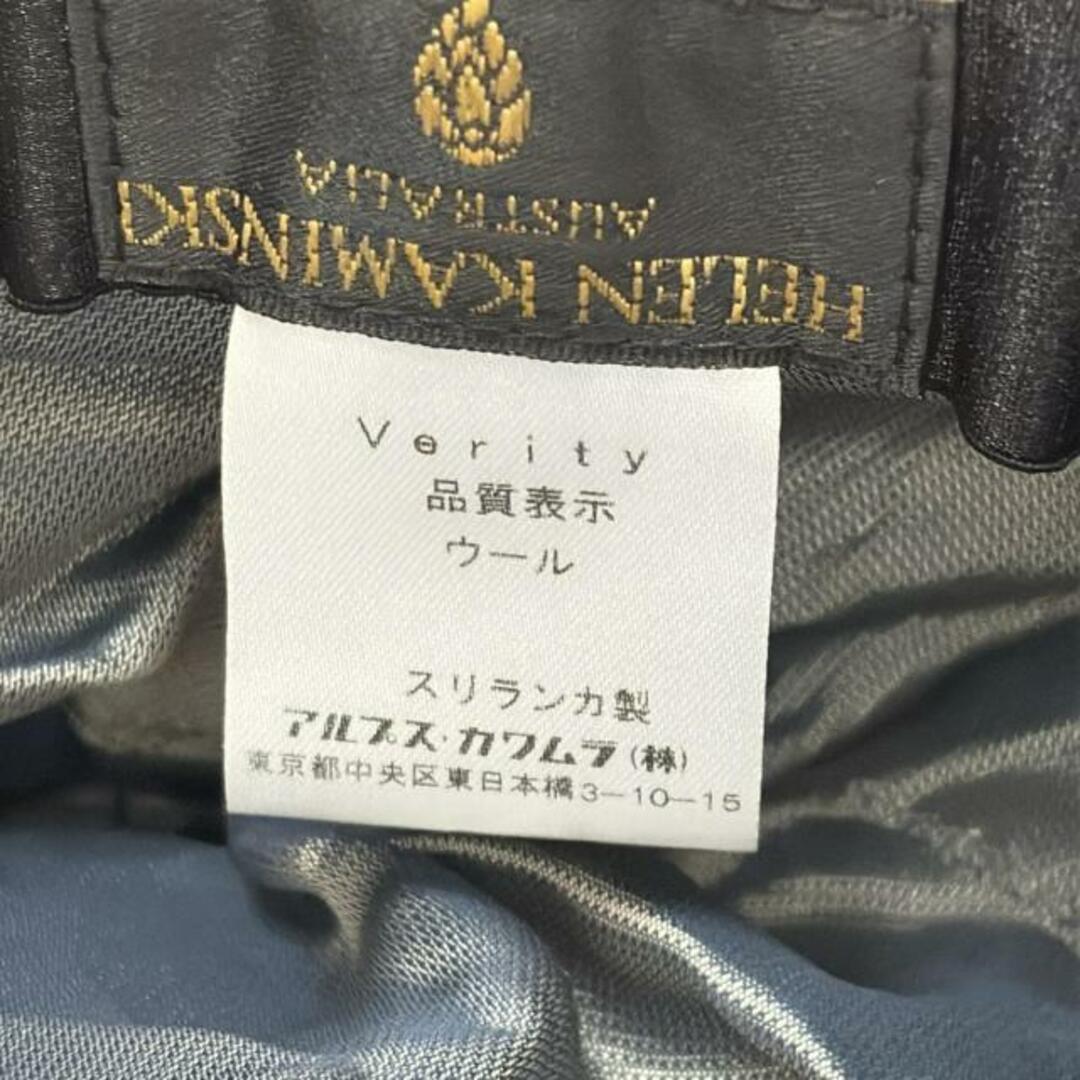 HELEN KAMINSKI
AUSTRALIA
Verity
品質表示
ウール
スリランカ製
アルプス・カワムラ(株)
東京都中央区東日本橋3-10-15